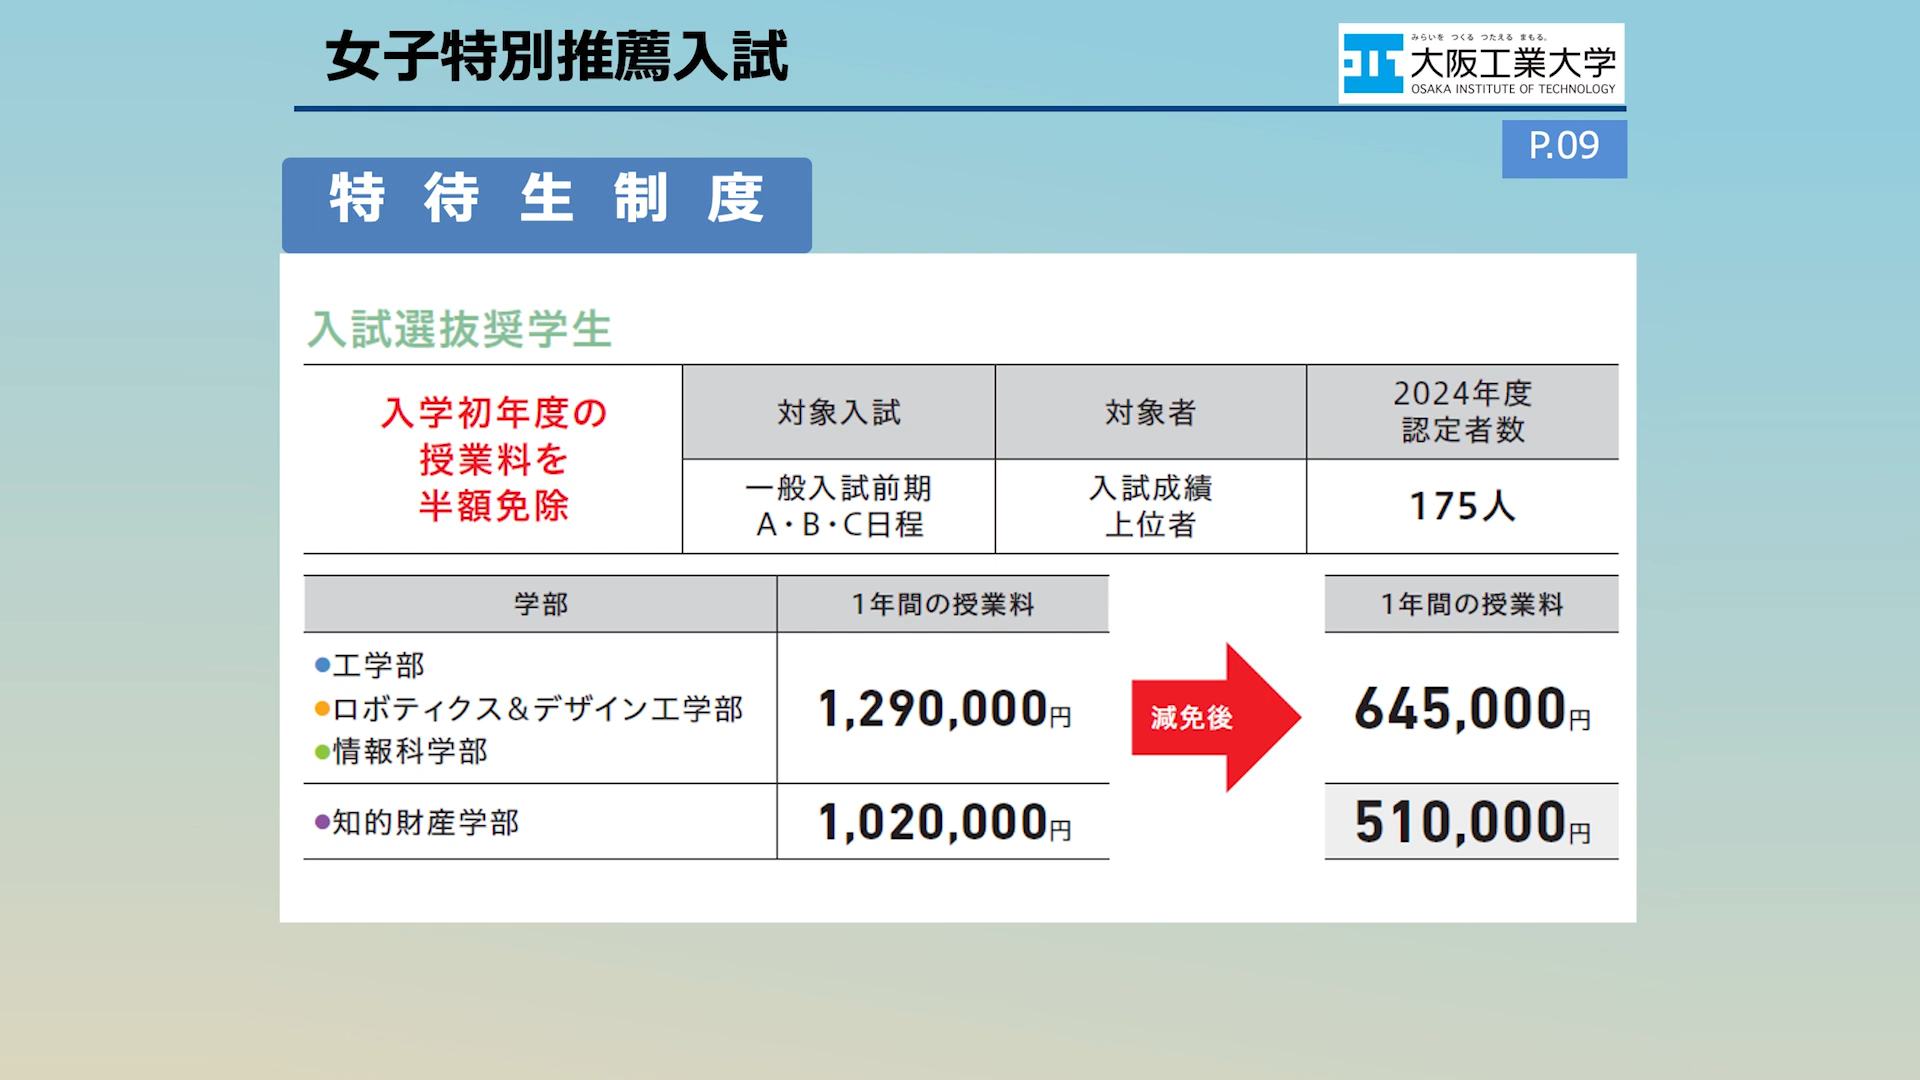 女子特別推薦入試
みらいを つくる つたえる まもる。
大阪工業大学
OSAKA INSTITUTE OF TECHNOLOGY
P.09
特待生制度
入試選抜奨学生
入学初年度の
授業料を
半額免除
対象入試
対象者
2024年度
認定者数
一般入試前期
A・B・C日程
入試成績
上位者
175人
学部
1年間の授業料
1年間の授業料
●工学部
●ロボティクス&デザイン工学部
●情報科学部
1,290,000円
減免後
645,000円
●知的財産学部
1,020,000円
510,000円